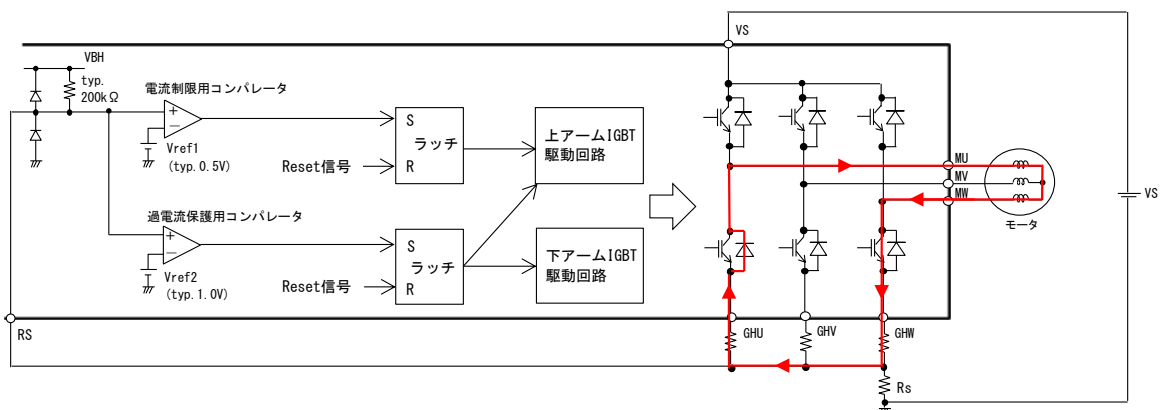 VS
VBH
typ.
200kΩ
電流制限用コンパレータ
+
−
Vref1
(typ.0.5V)
S
ラッチ
R
Reset信号
上アームIGBT
駆動回路
過電流保護用コンパレータ
+
−
Vref2
(typ.1.0V)
S
ラッチ
R
Reset信号
下アームIGBT
駆動回路
MU
MV
MW
モータ
VS
RS
GHU
GHV
GHW
Rs